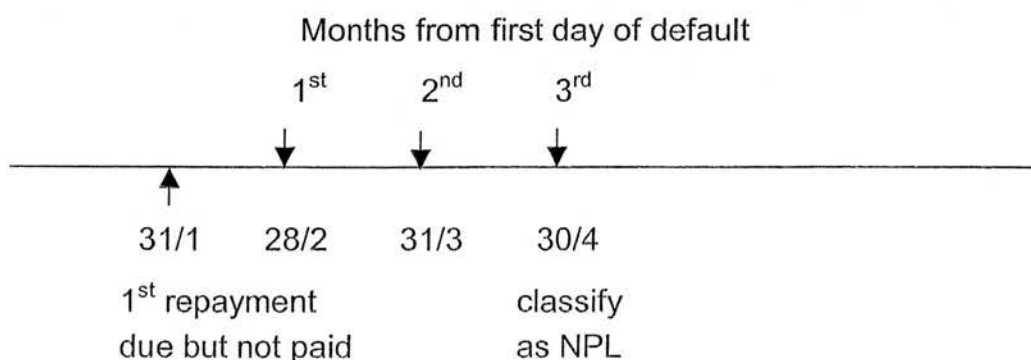 Months from first day of default
1st 2nd 3rd
31/1 28/2 31/3 30/4
1st repayment classify
due but not paid as NPL